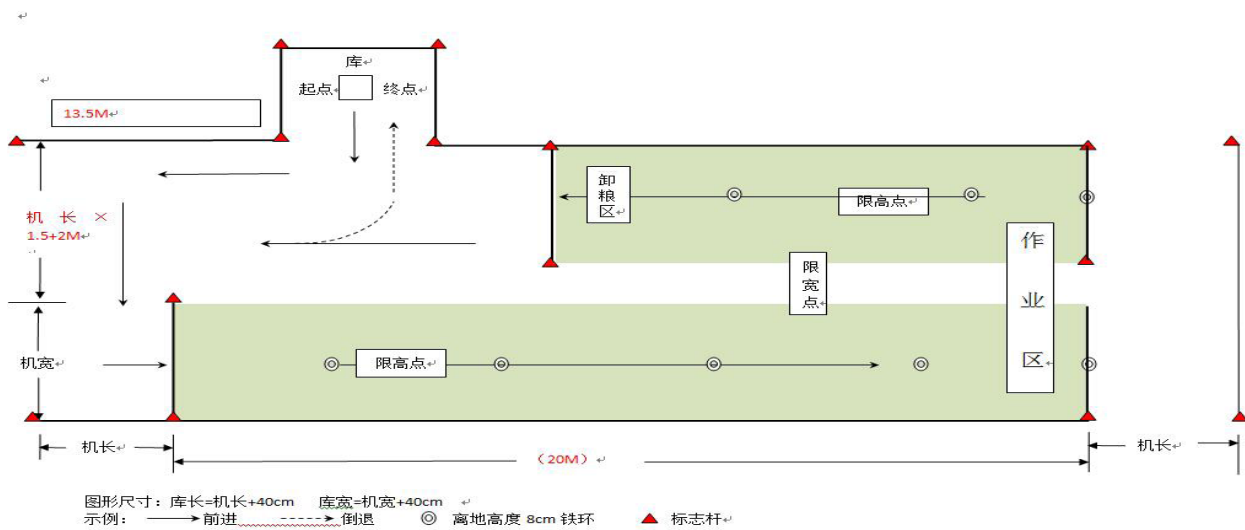 库
起点
终点
13.5M
机长×
1.5+2M
卸粮区
限高点
作业区
限宽点
机宽
限高点
机长
（20M）
机长
图形尺寸：库长=机长+40cm 库宽=机宽+40cm
示例： 前进 倒退 离地高度 8cm 铁环 标志杆